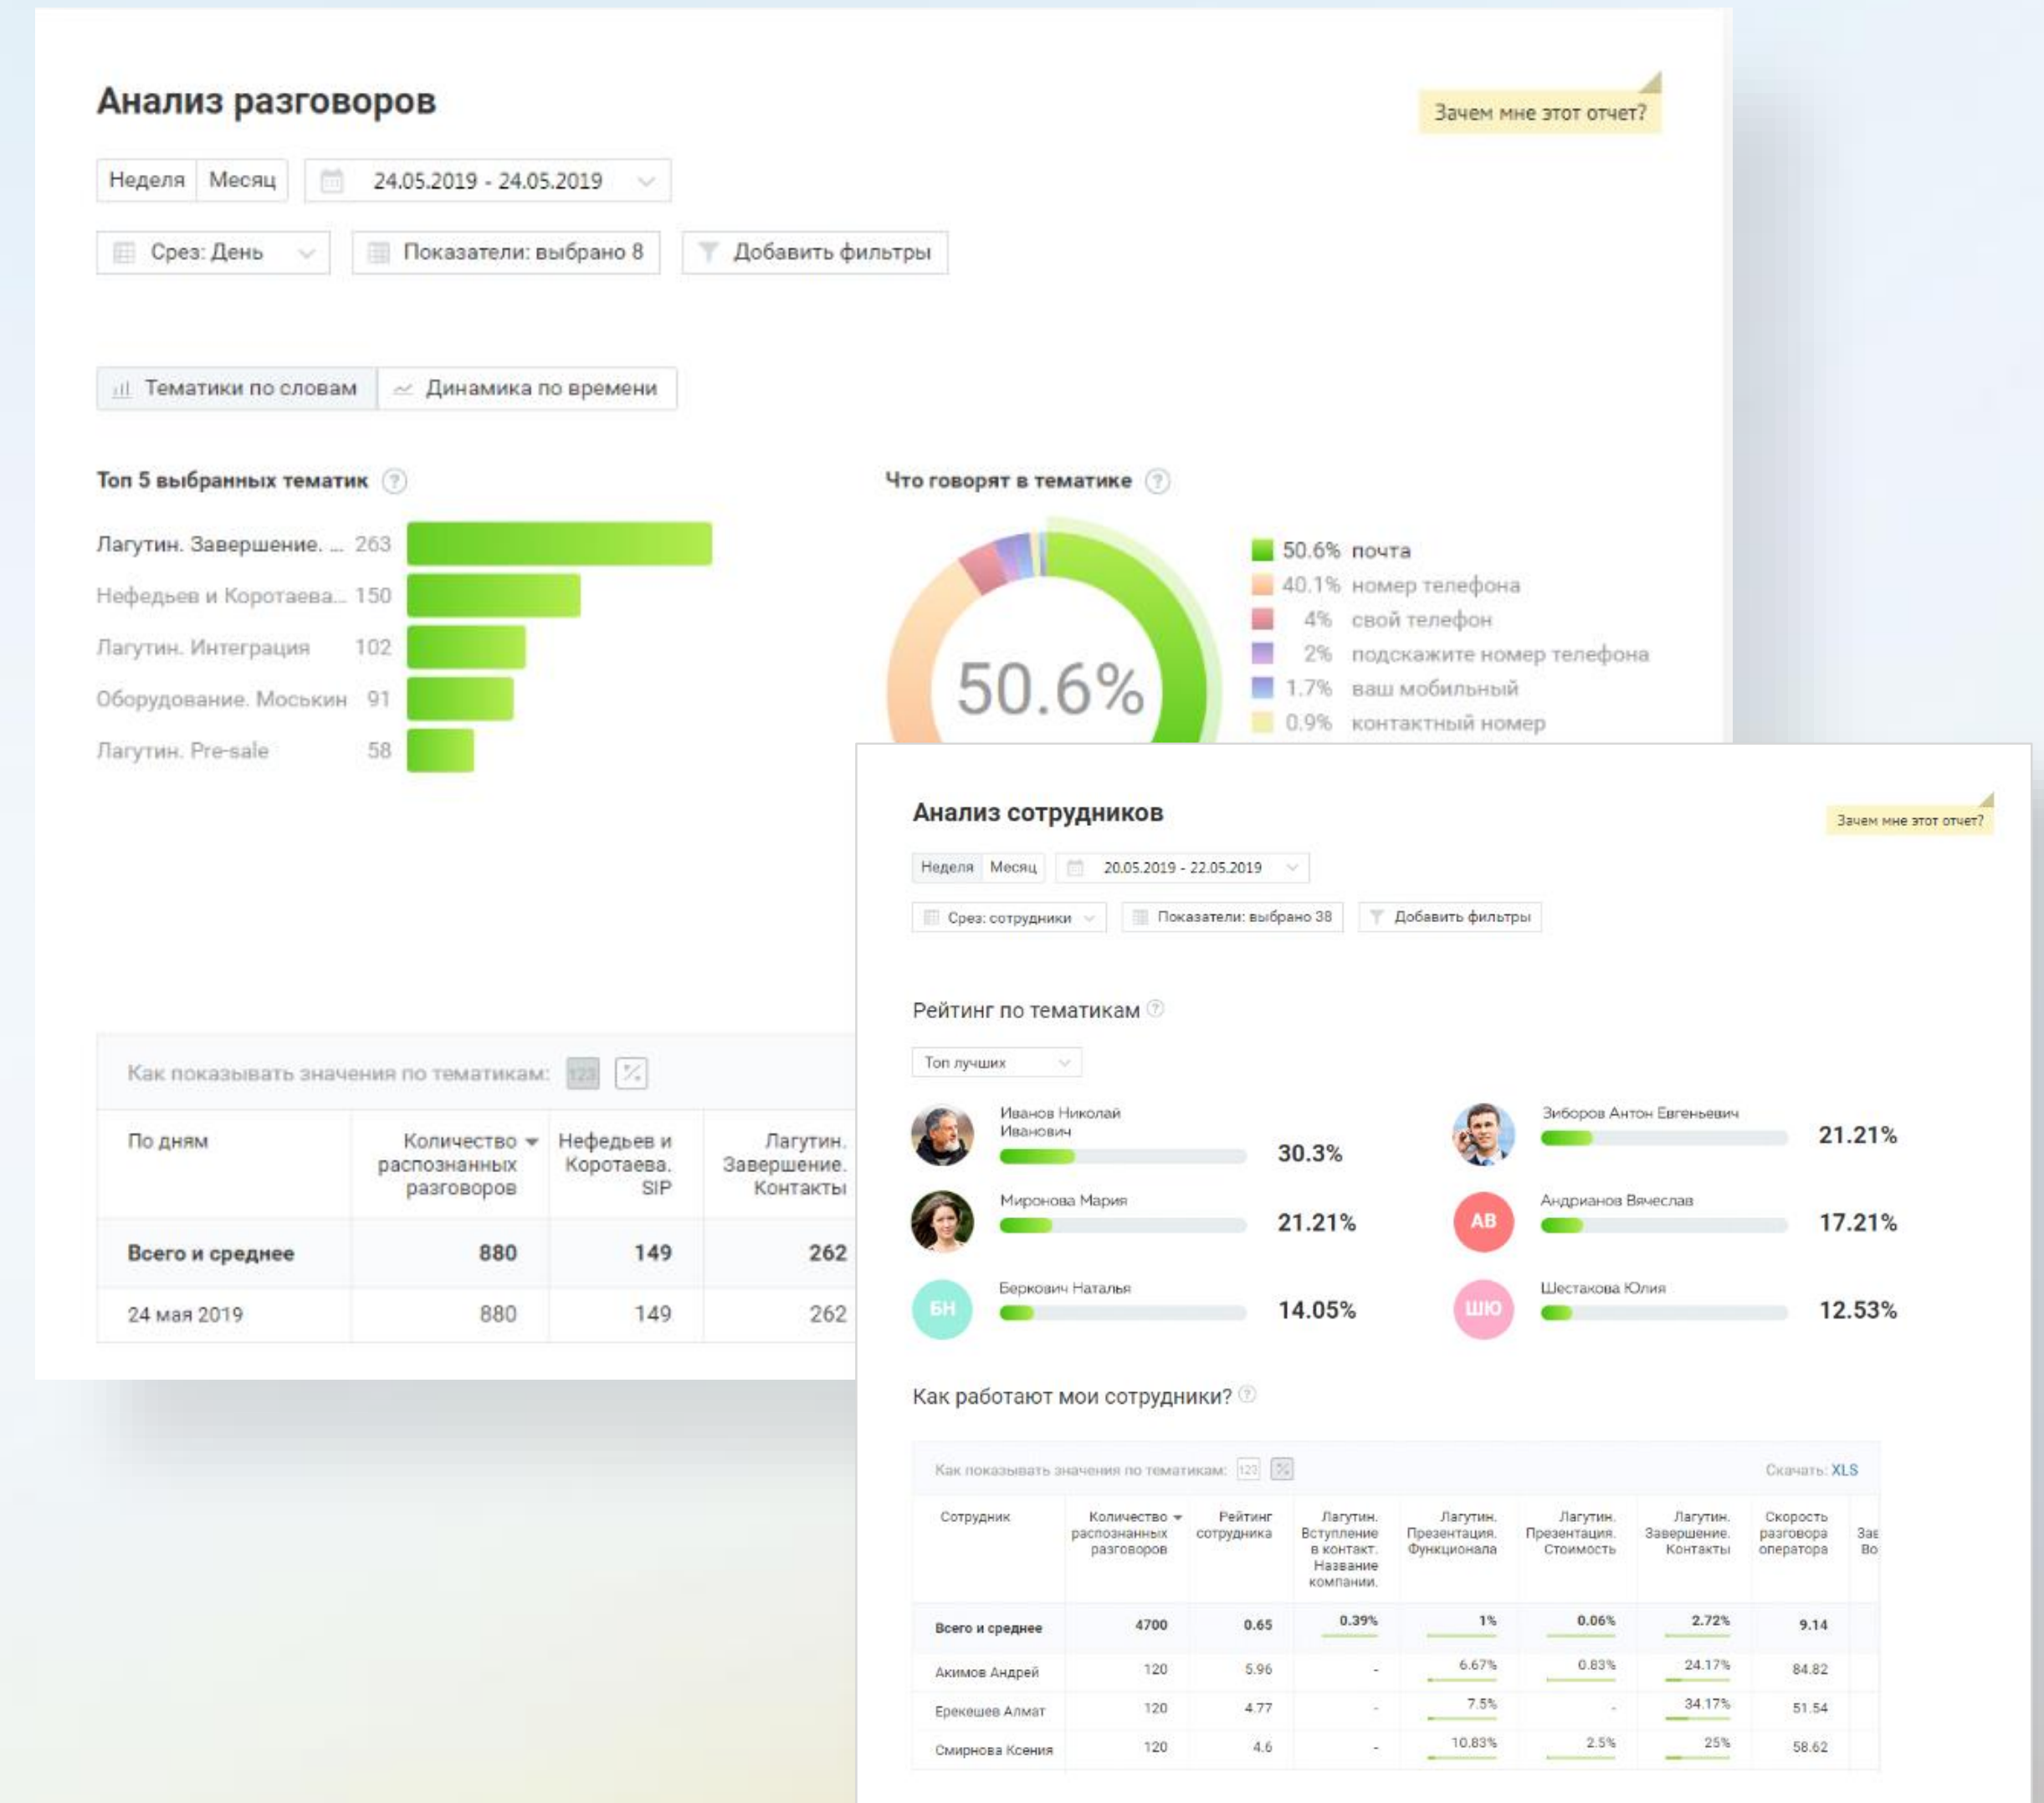 Анализ разговоров
Зачем мне этот отчет?
Неделя Месяц 24.05.2019 - 24.05.2019
Срез: День Показатели: выбрано 8 Добавить фильтры
Тематики по словам Динамика по времени
Топ 5 выбранных тематик ?
Лагутин. Завершение. ... 263
Нефедьев и Коротаева... 150
Лагутин. Интеграция 102
Оборудование. Моськин 91
Лагутин. Pre-sale 58
Что говорят в тематике ?
50.6%
50.6% почта
40.1% номер телефона
4% свой телефон
2% подскажите номер телефона
1.7% ваш мобильный
0.9% контактный номер
Как показывать значения по тематикам: 123 %
По дням
Количество
распознанных
разговоров
Нефедьев и
Коротаева.
SIP
Лагутин.
Завершение.
Контакты
Всего и среднее 880 149 262
24 мая 2019 880 149 262
Анализ сотрудников
Зачем мне этот отчет?
Неделя Месяц 20.05.2019 - 22.05.2019
Срез: сотрудники Показатели: выбрано 38 Добавить фильтры
Рейтинг по тематикам ?
Топ лучших
Иванов Николай
Иванович
30.3%
Зиборов Антон Евгеньевич
21.21%
Миронова Мария
21.21%
АВ
Андрианов Вячеслав
17.21%
БН
Беркович Наталья
14.05%
ШЮ
Шестакова Юлия
12.53%
Как работают мои сотрудники? ?
Как показывать значения по тематикам: 123 %
Скачать: XLS
Сотрудник
Количество
распознанных
разговоров
Рейтинг
сотрудника
Лагутин.
Вступление
в контакт.
Название
компании.
Лагутин.
Презентация.
Функционала
Лагутин.
Презентация.
Стоимость
Лагутин.
Завершение.
Контакты
Скорость
разговора
оператора
Зав
Во
Всего и среднее 4700 0.65 0.39% 1% 0.06% 2.72% 9.14
Акимов Андрей 120 5.96 - 6.67% 0.83% 24.17% 84.82
Ерекешев Алмат 120 4.77 - 7.5% - 34.17% 51.54
Смирнова Ксения 120 4.6 - 10.83% 2.5% 25% 58.62